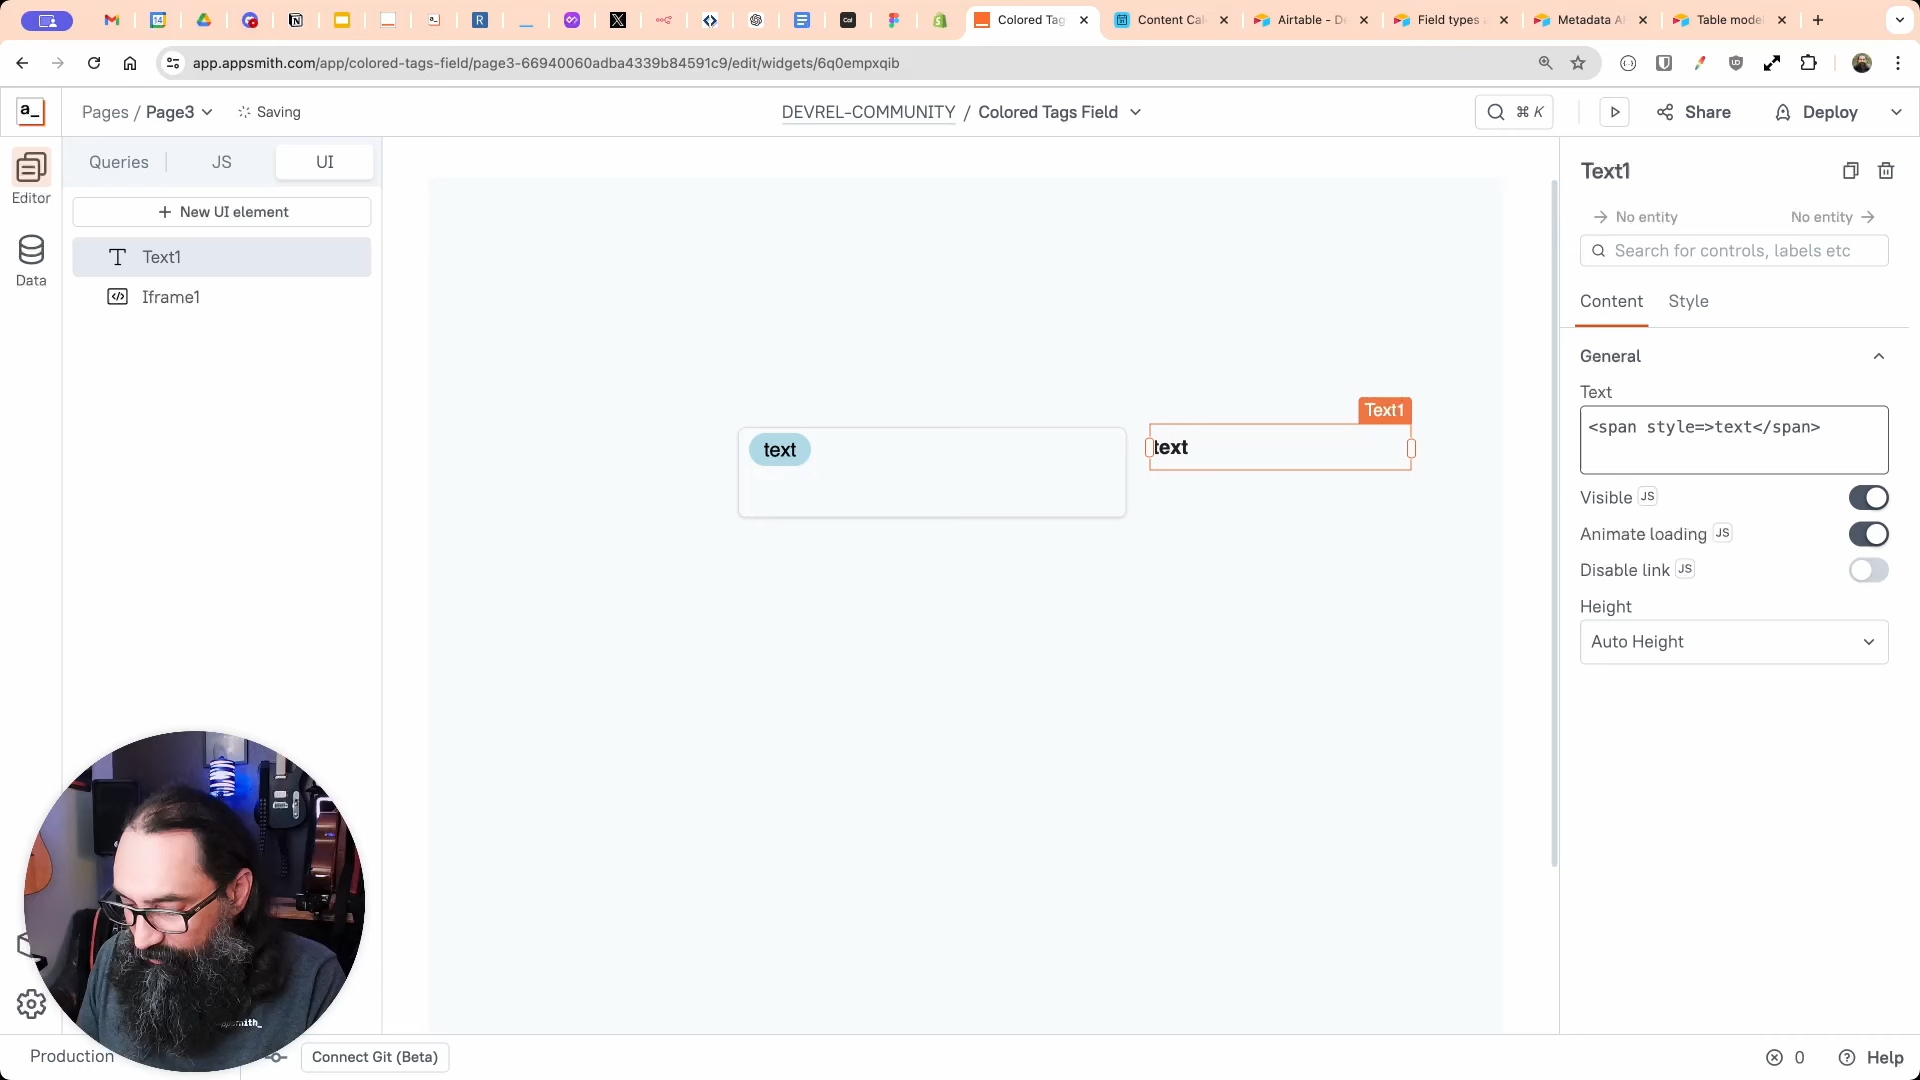 Colored Tag
Content Cal
Airtable - De
Field types a
Metadata AP
Table model
app.appsmith.com/app/colored-tags-field/page3-66940060adba4339b84591c9/edit/widgets/6q0empxqib
a_
Pages / Page3
Saving
DEVREL-COMMUNITY / Colored Tags Field
⌘ K
Share
Deploy
Editor
Data
Queries
JS
UI
+ New UI element
Text1
Iframe1
text
Text1
text
Text1
No entity
No entity
Search for controls, labels etc
Content
Style
General
Text
<span style=>text</span>
Visible JS
Animate loading JS
Disable link JS
Height
Auto Height
Production
Connect Git (Beta)
0
Help